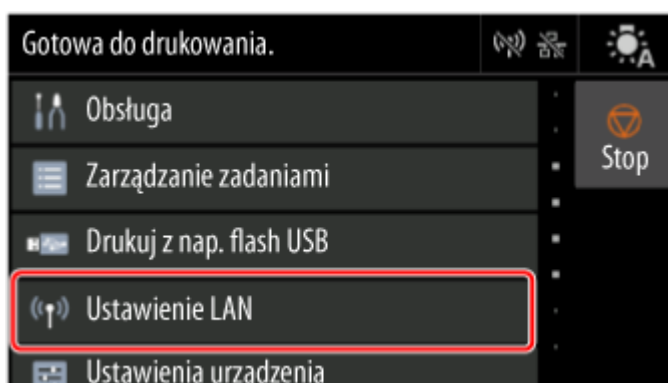 Gotowa do drukowania.
A
Obsługa
Stop
Zarządzanie zadaniami
Drukuj z nap. flash USB
Ustawienie LAN
Ustawienia urządzenia